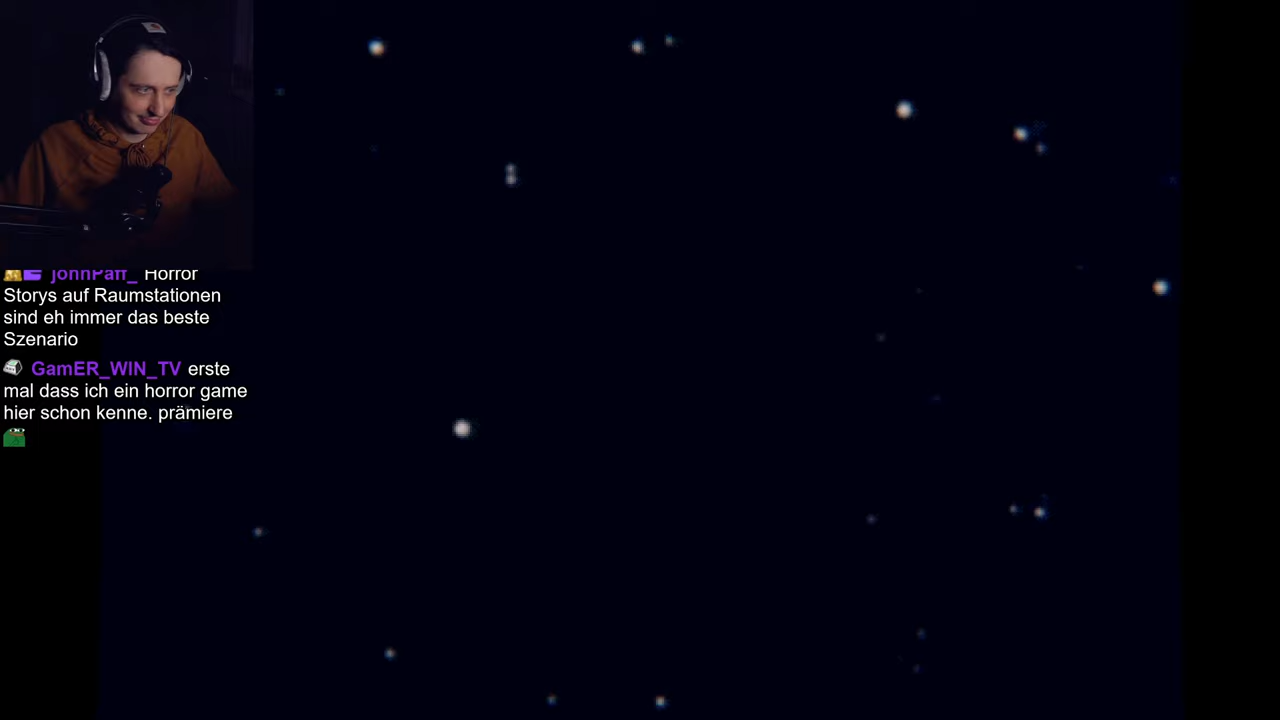 johnPaff_ Horror
Storys auf Raumstationen
sind eh immer das beste
Szenario
GamER_WIN_TV erste
mal dass ich ein horror game
hier schon kenne. prämiere